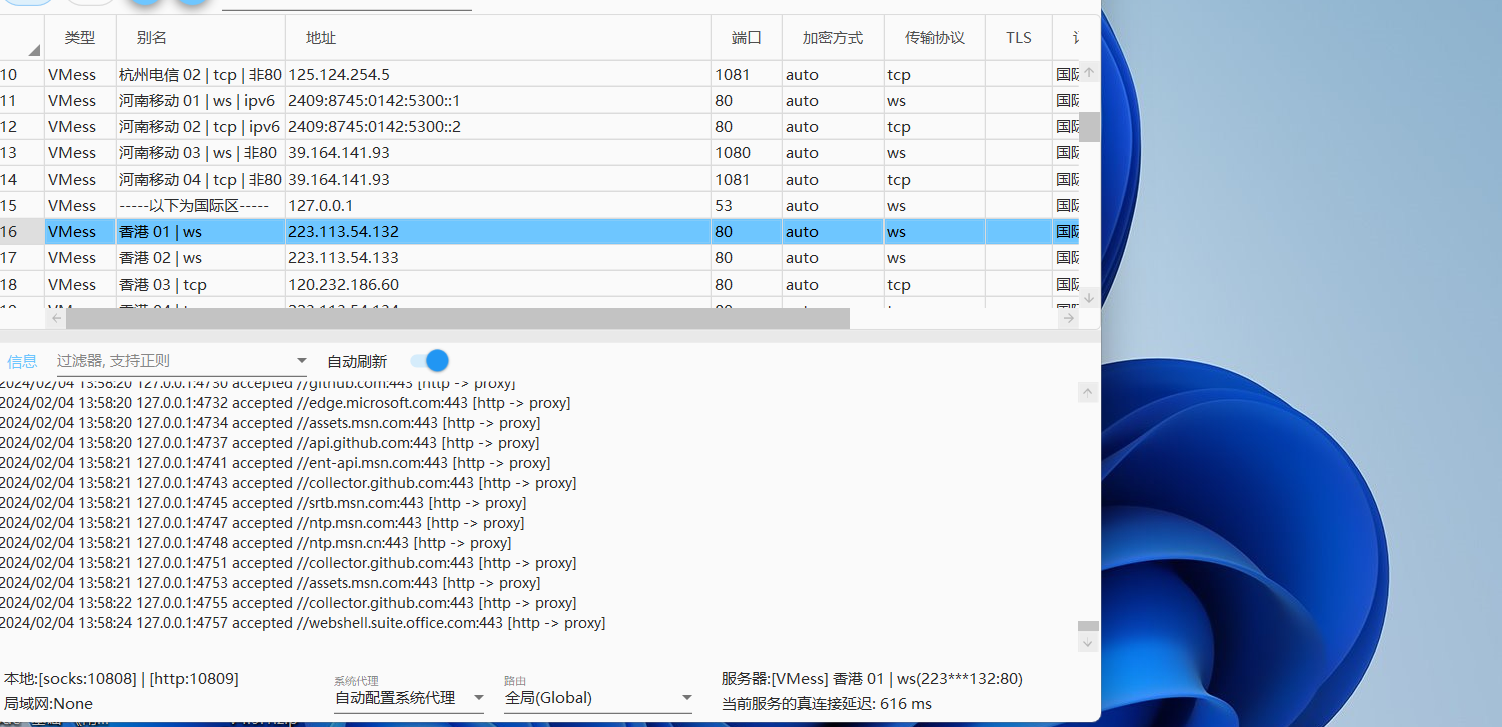 类型 别名 地址 端口 加密方式 传输协议 TLS
10 VMess 杭州电信 02 | tcp | 非80 125.124.254.5 1081 auto tcp 国际
11 VMess 河南移动 01 | ws | ipv6 2409:8745:0142:5300::1 80 auto ws 国际
12 VMess 河南移动 02 | tcp | ipv6 2409:8745:0142:5300::2 80 auto tcp 国际
13 VMess 河南移动 03 | ws | 非80 39.164.141.93 1080 auto ws 国际
14 VMess 河南移动 04 | tcp | 非80 39.164.141.93 1081 auto tcp 国际
15 VMess -----以下为国际区----- 127.0.0.1 53 auto ws 国际
16 VMess 香港 01 | ws 223.113.54.132 80 auto ws 国际
17 VMess 香港 02 | ws 223.113.54.133 80 auto ws 国际
18 VMess 香港 03 | tcp 120.232.186.60 80 auto tcp 国际
信息 过滤器, 支持正则 自动刷新
2024/02/04 13:58:20 127.0.0.1:4730 accepted //github.com:443 [http -> proxy]
2024/02/04 13:58:20 127.0.0.1:4732 accepted //edge.microsoft.com:443 [http -> proxy]
2024/02/04 13:58:20 127.0.0.1:4734 accepted //assets.msn.com:443 [http -> proxy]
2024/02/04 13:58:20 127.0.0.1:4737 accepted //api.github.com:443 [http -> proxy]
2024/02/04 13:58:21 127.0.0.1:4741 accepted //ent-api.msn.com:443 [http -> proxy]
2024/02/04 13:58:21 127.0.0.1:4743 accepted //collector.github.com:443 [http -> proxy]
2024/02/04 13:58:21 127.0.0.1:4745 accepted //srtb.msn.com:443 [http -> proxy]
2024/02/04 13:58:21 127.0.0.1:4747 accepted //ntp.msn.com:443 [http -> proxy]
2024/02/04 13:58:21 127.0.0.1:4748 accepted //ntp.msn.cn:443 [http -> proxy]
2024/02/04 13:58:21 127.0.0.1:4751 accepted //collector.github.com:443 [http -> proxy]
2024/02/04 13:58:21 127.0.0.1:4753 accepted //assets.msn.com:443 [http -> proxy]
2024/02/04 13:58:22 127.0.0.1:4755 accepted //collector.github.com:443 [http -> proxy]
2024/02/04 13:58:24 127.0.0.1:4757 accepted //webshell.suite.office.com:443 [http -> proxy]
本地:[socks:10808] | [http:10809]
局域网:None
系统代理
自动配置系统代理
路由
全局(Global)
服务器:[VMess] 香港 01 | ws(223***132:80)
当前服务的真连接延迟: 616 ms